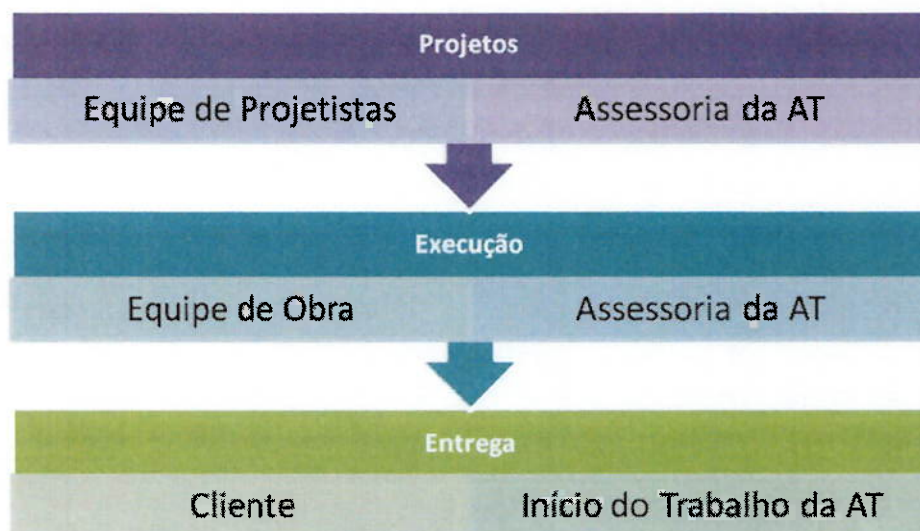 Projetos
Equipe de Projetistas Assessoria da AT
Execução
Equipe de Obra Assessoria da AT
Entrega
Cliente Início do Trabalho da AT